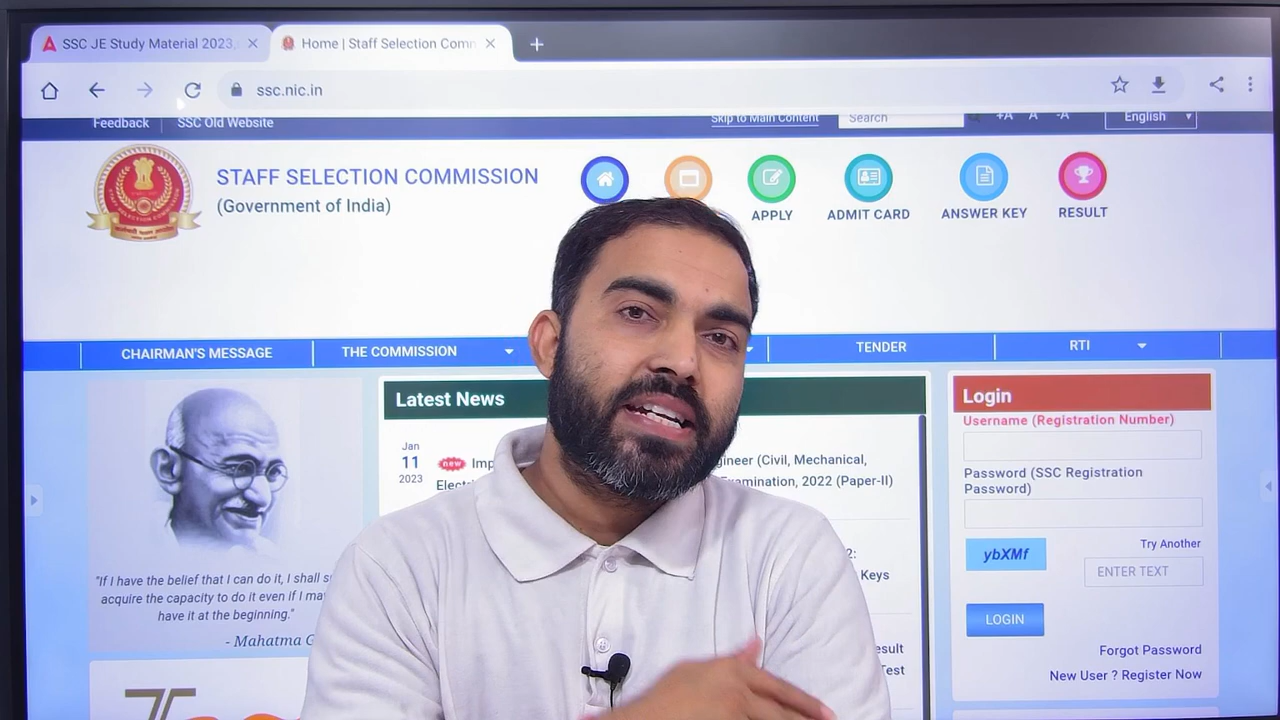 SSC JE Study Material 2023,
Home | Staff Selection Comm
ssc.nic.in
Feedback
SSC Old Website
Skip to Main Content
Search
+A A -A
English
STAFF SELECTION COMMISSION
(Government of India)
APPLY
ADMIT CARD
ANSWER KEY
RESULT
CHAIRMAN'S MESSAGE
THE COMMISSION
TENDER
RTI
"If I have the belief that I can do it, I shall
acquire the capacity to do it even if I
have it at the beginning."
- Mahatma G
75
Latest News
Jan
11
2023
new
gineer (Civil, Mechanical,
Examination, 2022 (Paper-II)
2:
Keys
esult
Test
Login
Username (Registration Number)
Password (SSC Registration
Password)
ybXMf
Try Another
ENTER TEXT
LOGIN
Forgot Password
New User ? Register Now